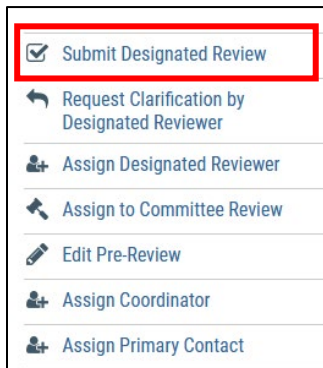 Submit Designated Review
Request Clarification by
Designated Reviewer
Assign Designated Reviewer
Assign to Committee Review
Edit Pre-Review
Assign Coordinator
Assign Primary Contact